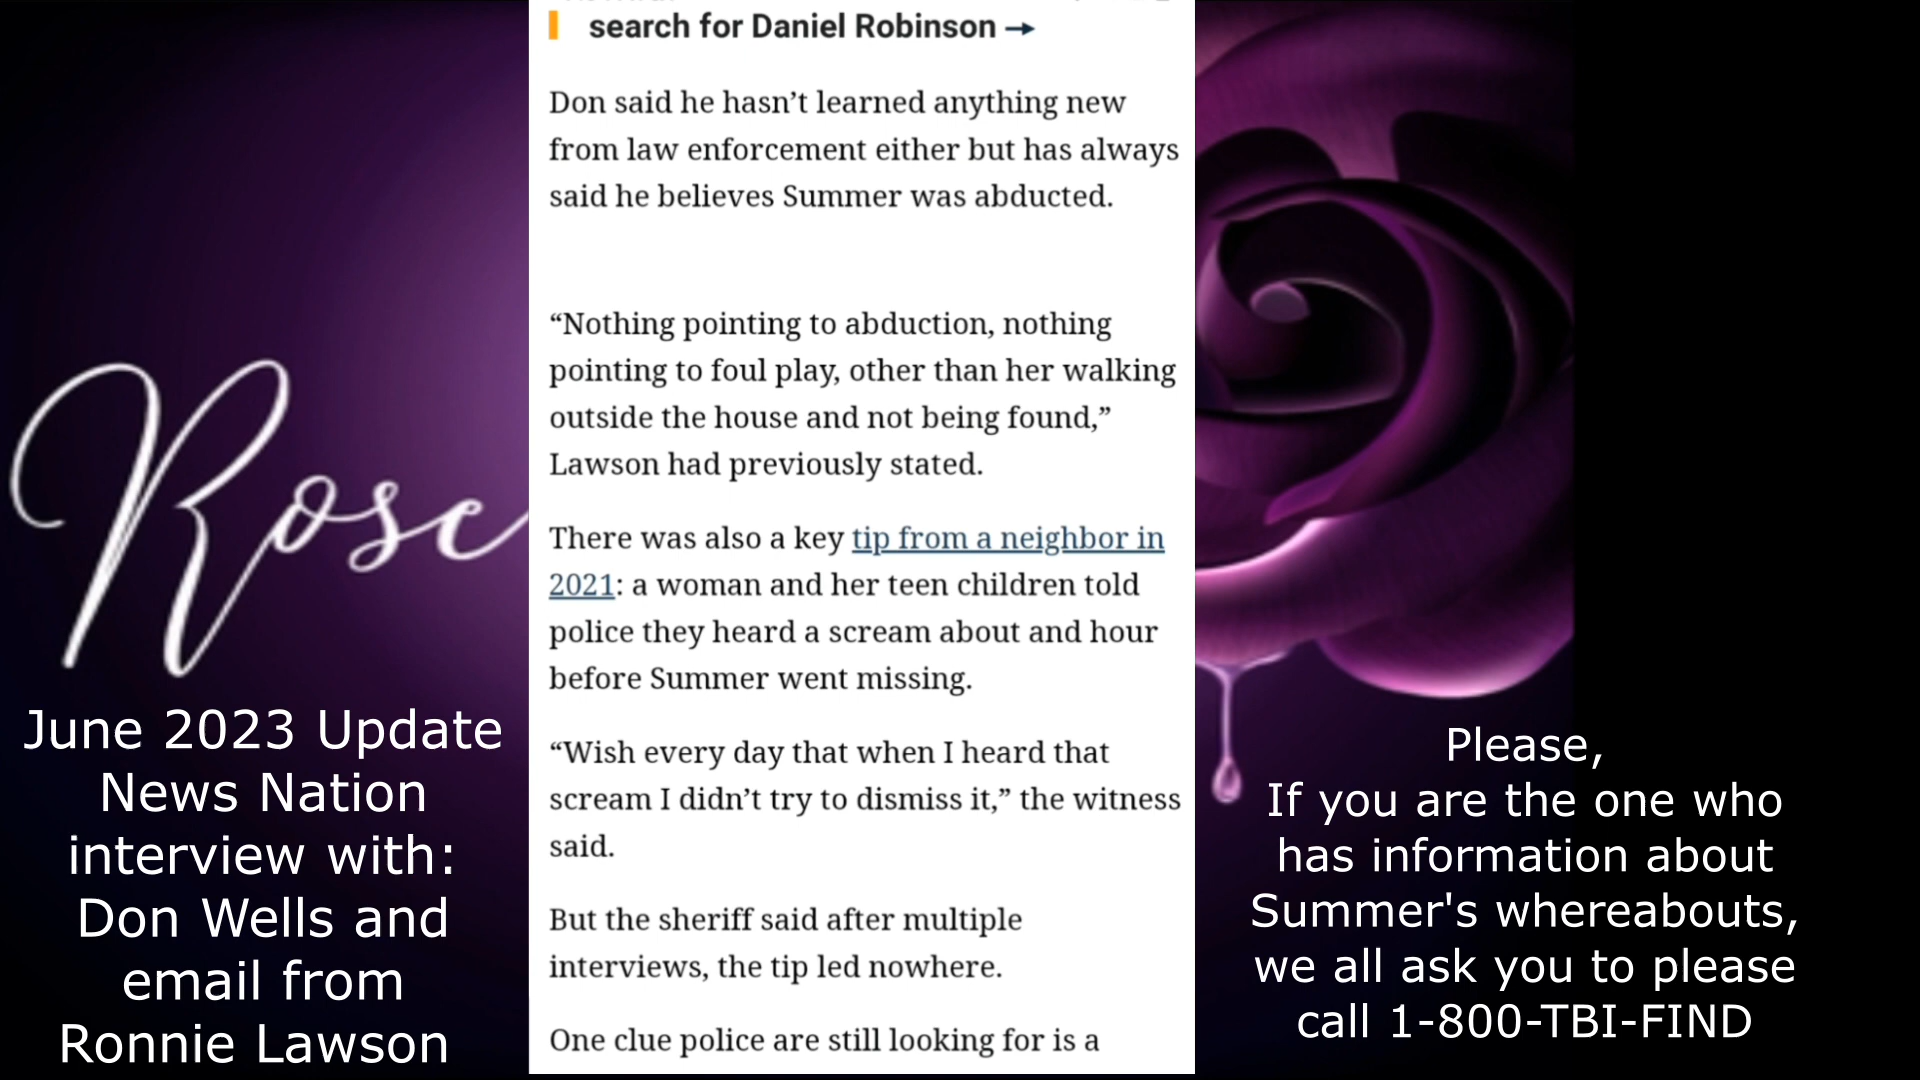 Rose
June 2023 Update
News Nation
interview with:
Don Wells and
email from
Ronnie Lawson
search for Daniel Robinson →
Don said he hasn’t learned anything new
from law enforcement either but has always
said he believes Summer was abducted.
“Nothing pointing to abduction, nothing
pointing to foul play, other than her walking
outside the house and not being found,”
Lawson had previously stated.
There was also a key tip from a neighbor in
2021: a woman and her teen children told
police they heard a scream about and hour
before Summer went missing.
“Wish every day that when I heard that
scream I didn’t try to dismiss it,” the witness
said.
But the sheriff said after multiple
interviews, the tip led nowhere.
One clue police are still looking for is a
Please,
If you are the one who
has information about
Summer's whereabouts,
we all ask you to please
call 1-800-TBI-FIND